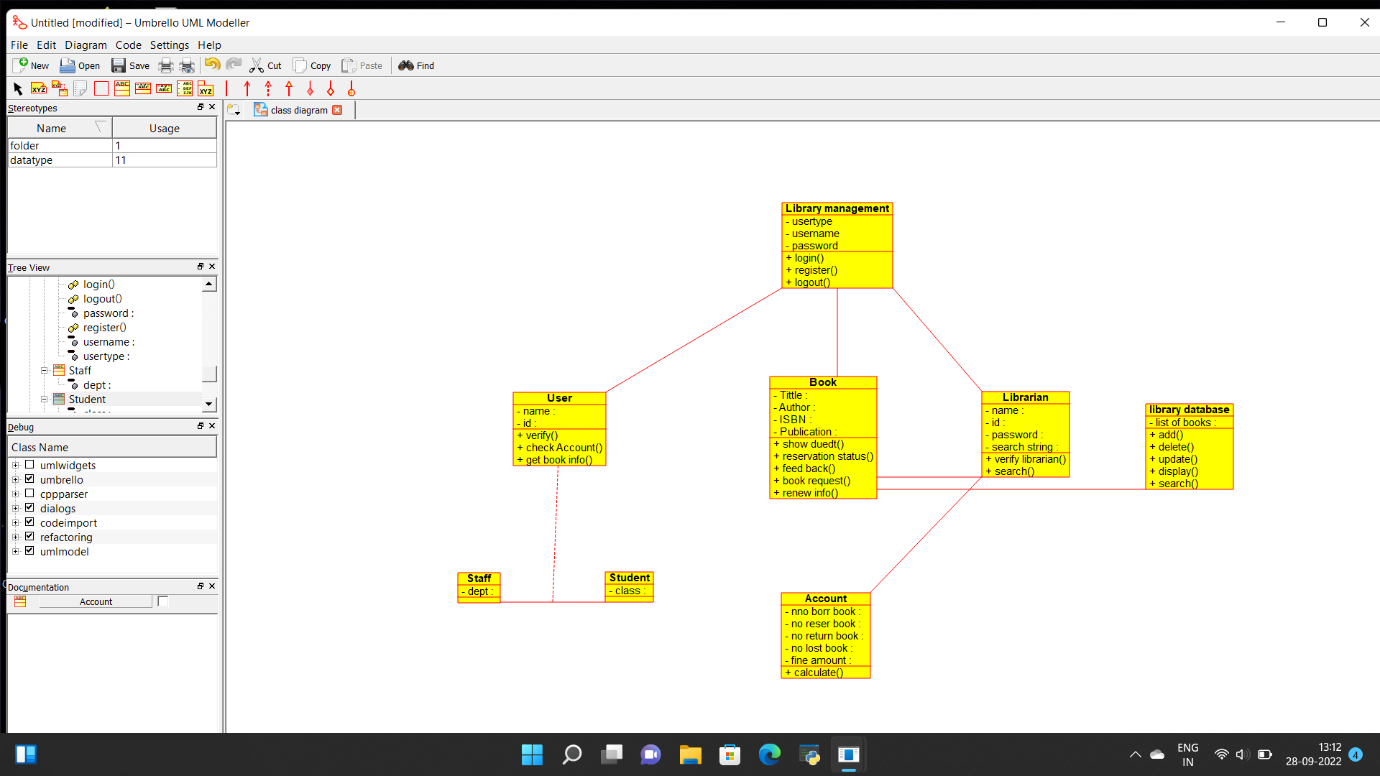 Untitled [modified] – Umbrello UML Modeller
File Edit Diagram Code Settings Help
New Open Save Cut Copy Paste Find
Stereotypes
Name Usage
folder 1
datatype 11
Tree View
login()
logout()
password :
register()
username :
usertype :
Staff
dept :
Student
Debug
Class Name
umlwidgets
umbrello
cppparser
dialogs
codeimport
refactoring
umlmodel
Documentation
Account
class diagram
Library management
- usertype
- username
- password
+ login()
+ register()
+ logout()
User
- name :
- id :
+ verify()
+ check Account()
+ get book info()
Book
- Tittle :
- Author :
- ISBN :
- Publication :
+ show duedt()
+ reservation status()
+ feed back()
+ book request()
+ renew info()
Librarian
- name :
- id :
- password :
- search string :
+ verify librarian()
+ search()
library database
- list of books :
+ add()
+ delete()
+ update()
+ display()
+ search()
Staff
- dept :
Student
- class :
Account
- nno borr book :
- no reser book :
- no return book :
- no lost book :
- fine amount :
+ calculate()
ENG
IN
13:12
28-09-2022
4